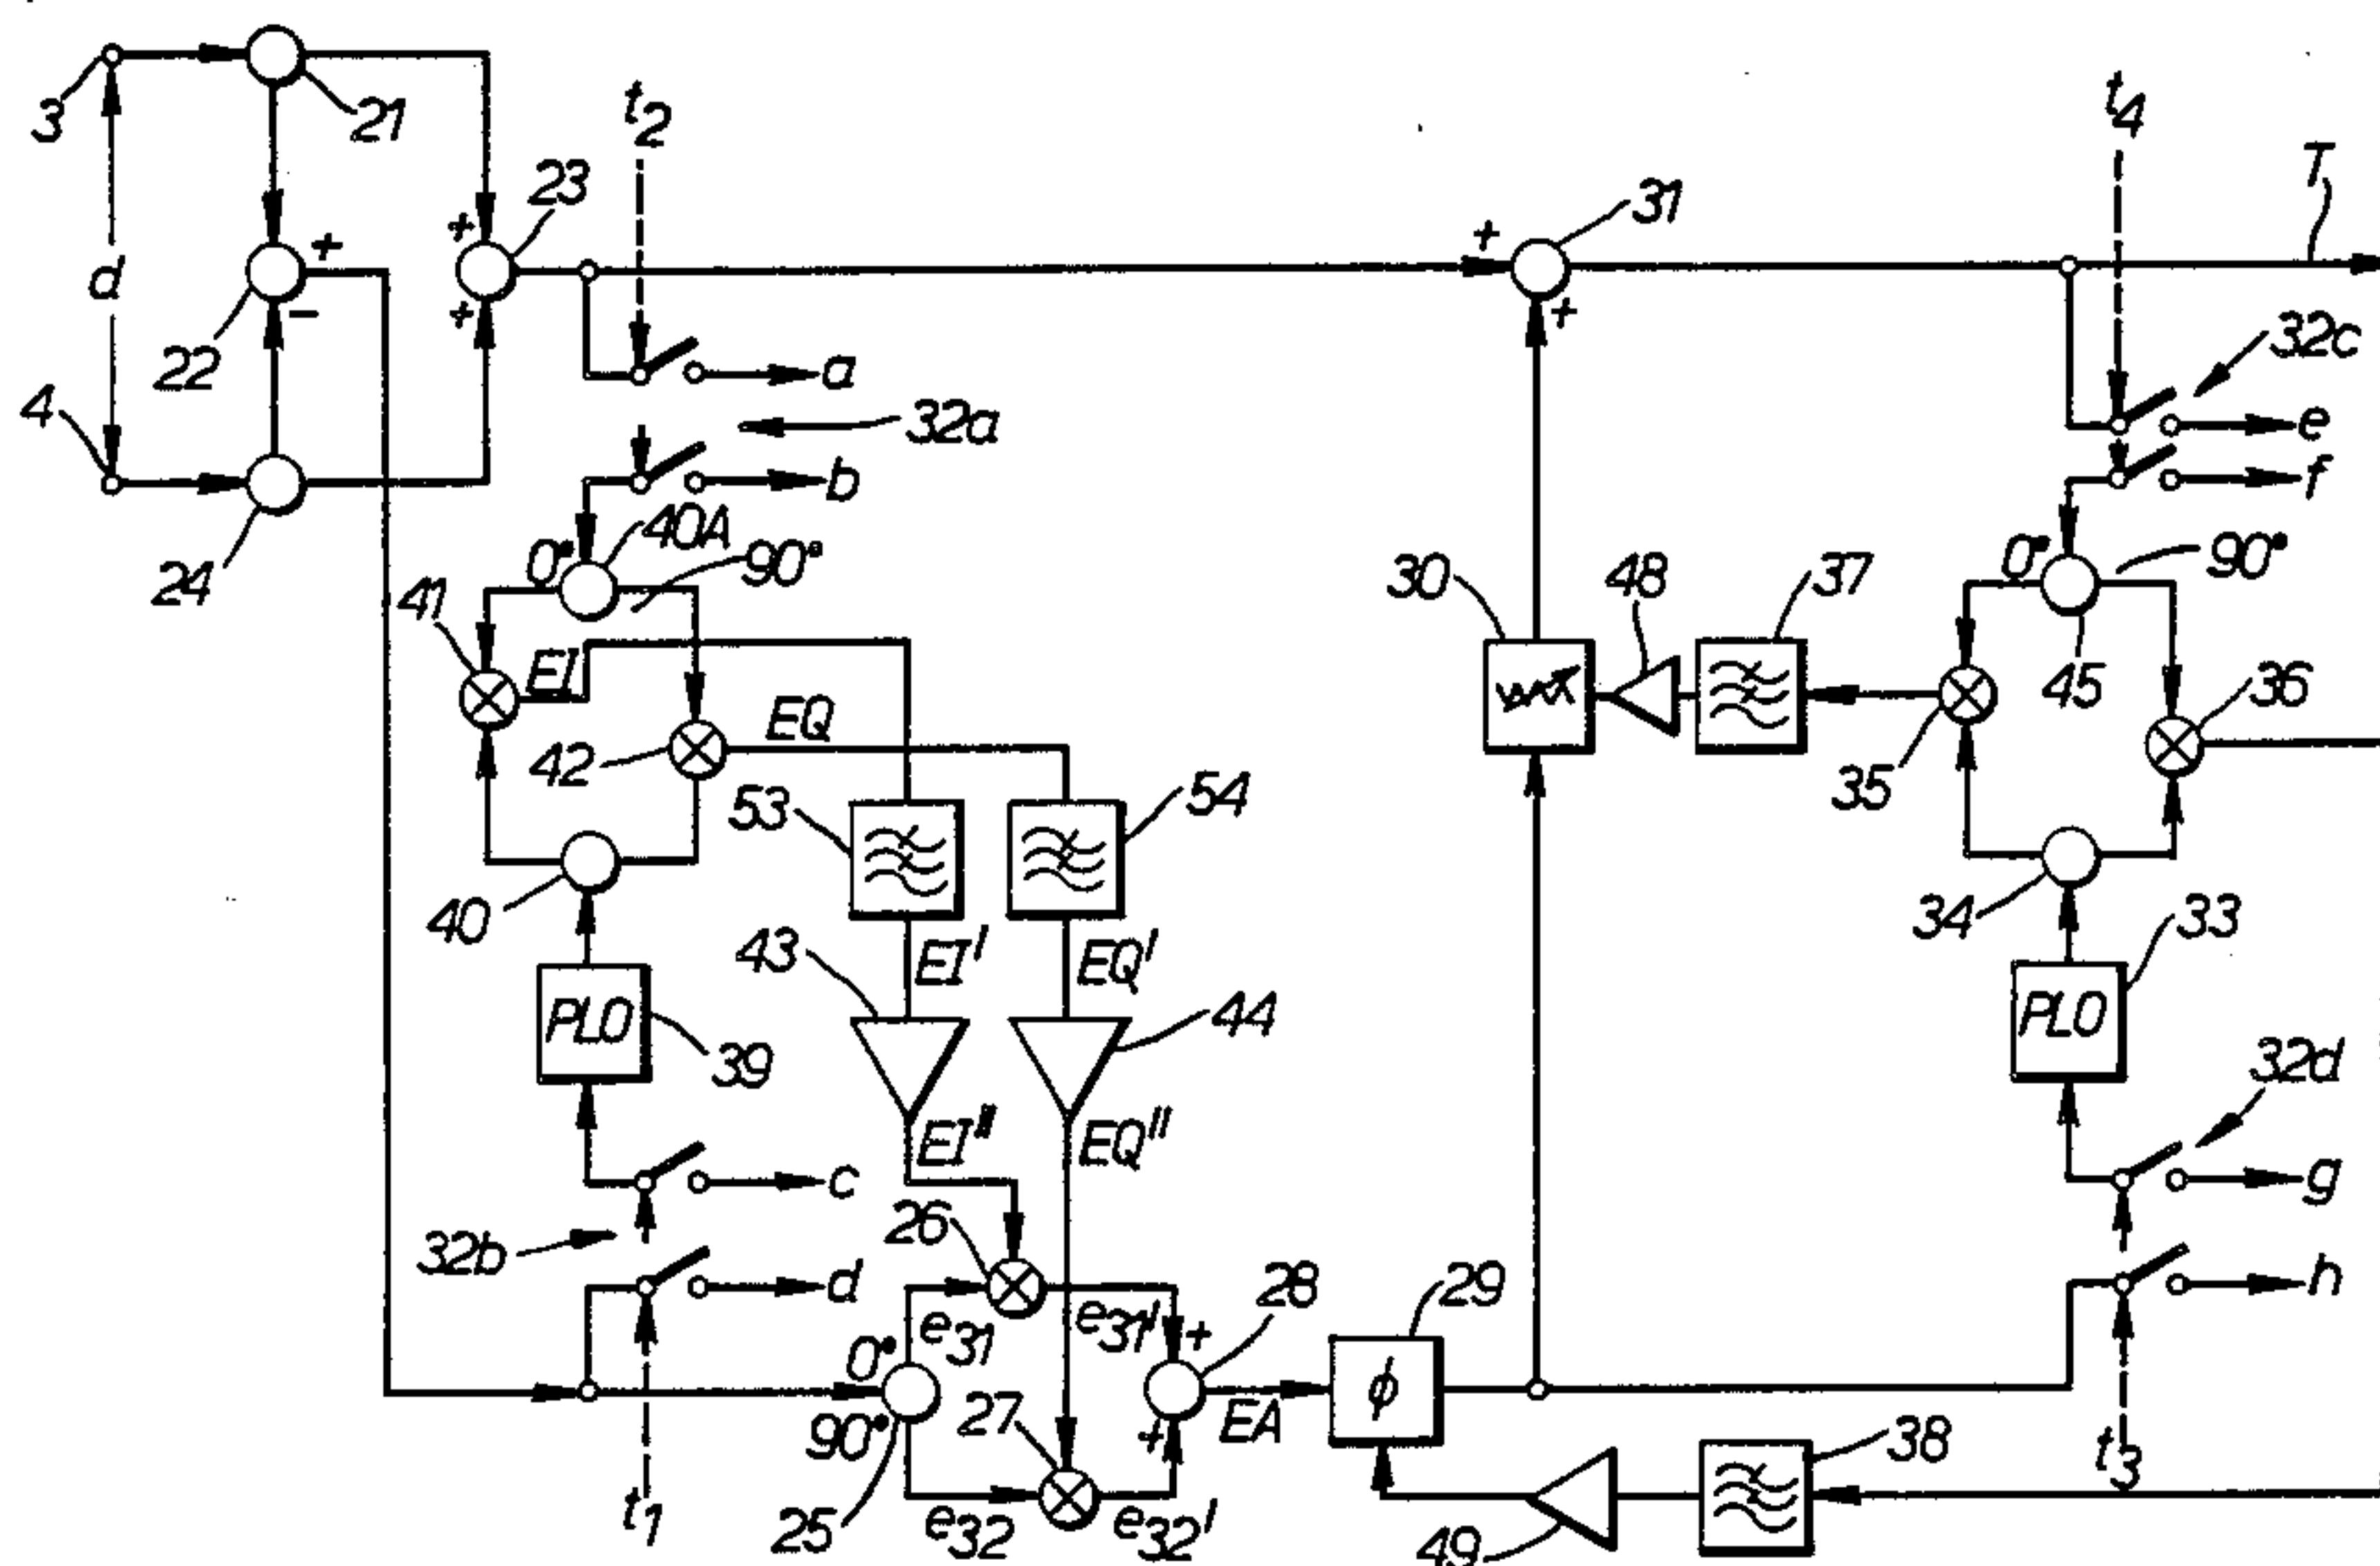 3
21
t2
t4
T
23
31
+
+
+
+
d
22
-
+
+
32c
a
4
32a
e
b
f
24
0°
40A
90°
41
30
48
37
0°
90°
EI
45
36
EQ
42
53
54
35
40
34
33
43
EI'
EQ'
PLO
39
44
PLO
32d
EI"
EQ"
c
g
26
32b
d
e31
e31'
28
29
h
0°
+
ϕ
90°
27
+
EA
38
t3
t1
25
e32
e32'
49